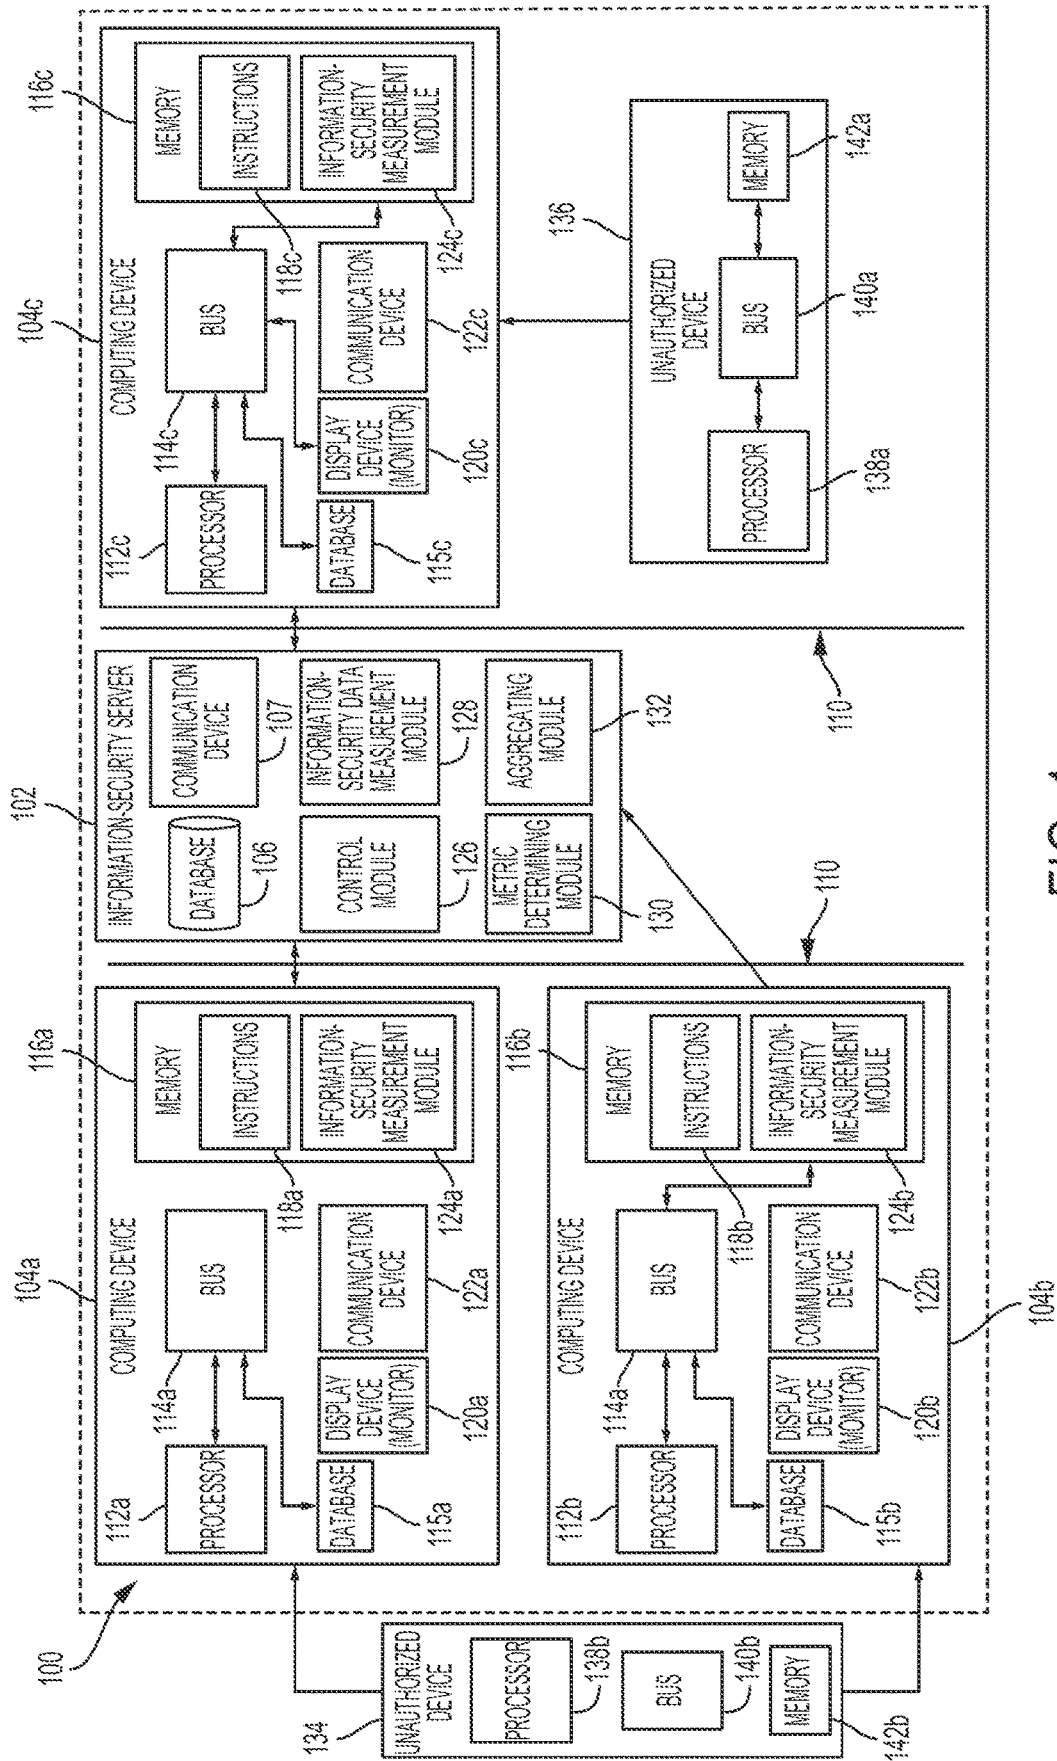 100
104a
COMPUTING DEVICE
112a
PROCESSOR
114a
BUS
116a
MEMORY
INSTRUCTIONS
118a
INFORMATION-
SECURITY
MEASUREMENT
MODULE
124a
DATABASE
115a
DISPLAY
DEVICE
(MONITOR)
120a
COMMUNICATION
DEVICE
122a
102
INFORMATION-SECURITY SERVER
DATABASE
106
COMMUNICATION
DEVICE
107
CONTROL
MODULE
126
INFORMATION-
SECURITY DATA
MEASUREMENT
MODULE
128
METRIC
DETERMINING
MODULE
130
AGGREGATING
MODULE
132
110
110
104c
COMPUTING DEVICE
112c
PROCESSOR
114c
BUS
116c
MEMORY
INSTRUCTIONS
118c
INFORMATION-
SECURITY
MEASUREMENT
MODULE
124c
DATABASE
115c
DISPLAY
DEVICE
(MONITOR)
120c
COMMUNICATION
DEVICE
122c
134
UNAUTHORIZED
DEVICE
PROCESSOR
138b
BUS
140b
MEMORY
142b
COMPUTING DEVICE
112b
PROCESSOR
114a
BUS
116b
MEMORY
INSTRUCTIONS
118b
INFORMATION-
SECURITY
MEASUREMENT
MODULE
124b
DATABASE
115b
DISPLAY
DEVICE
(MONITOR)
120b
COMMUNICATION
DEVICE
122b
104b
136
UNAUTHORIZED
DEVICE
PROCESSOR
138a
BUS
140a
MEMORY
142a
FIG.